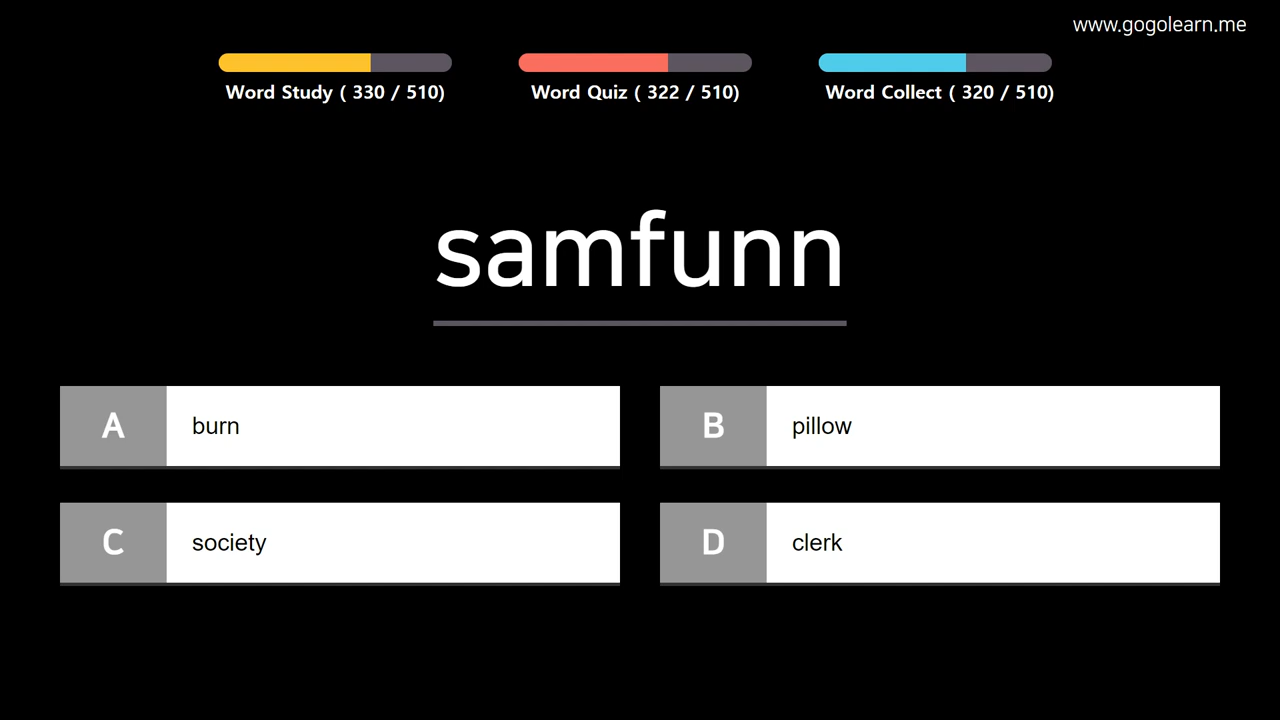 www.gogolearn.me
Word Study ( 330 / 510)
Word Quiz ( 322 / 510)
Word Collect ( 320 / 510)
samfunn
A burn
B pillow
C society
D clerk